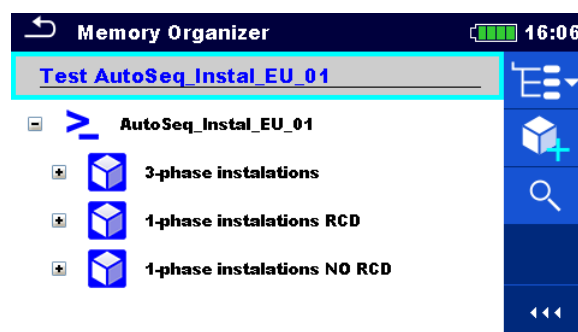 Memory Organizer
16:06
Test AutoSeq_Instal_EU_01
AutoSeq_Instal_EU_01
3-phase instalations
1-phase instalations RCD
1-phase instalations NO RCD